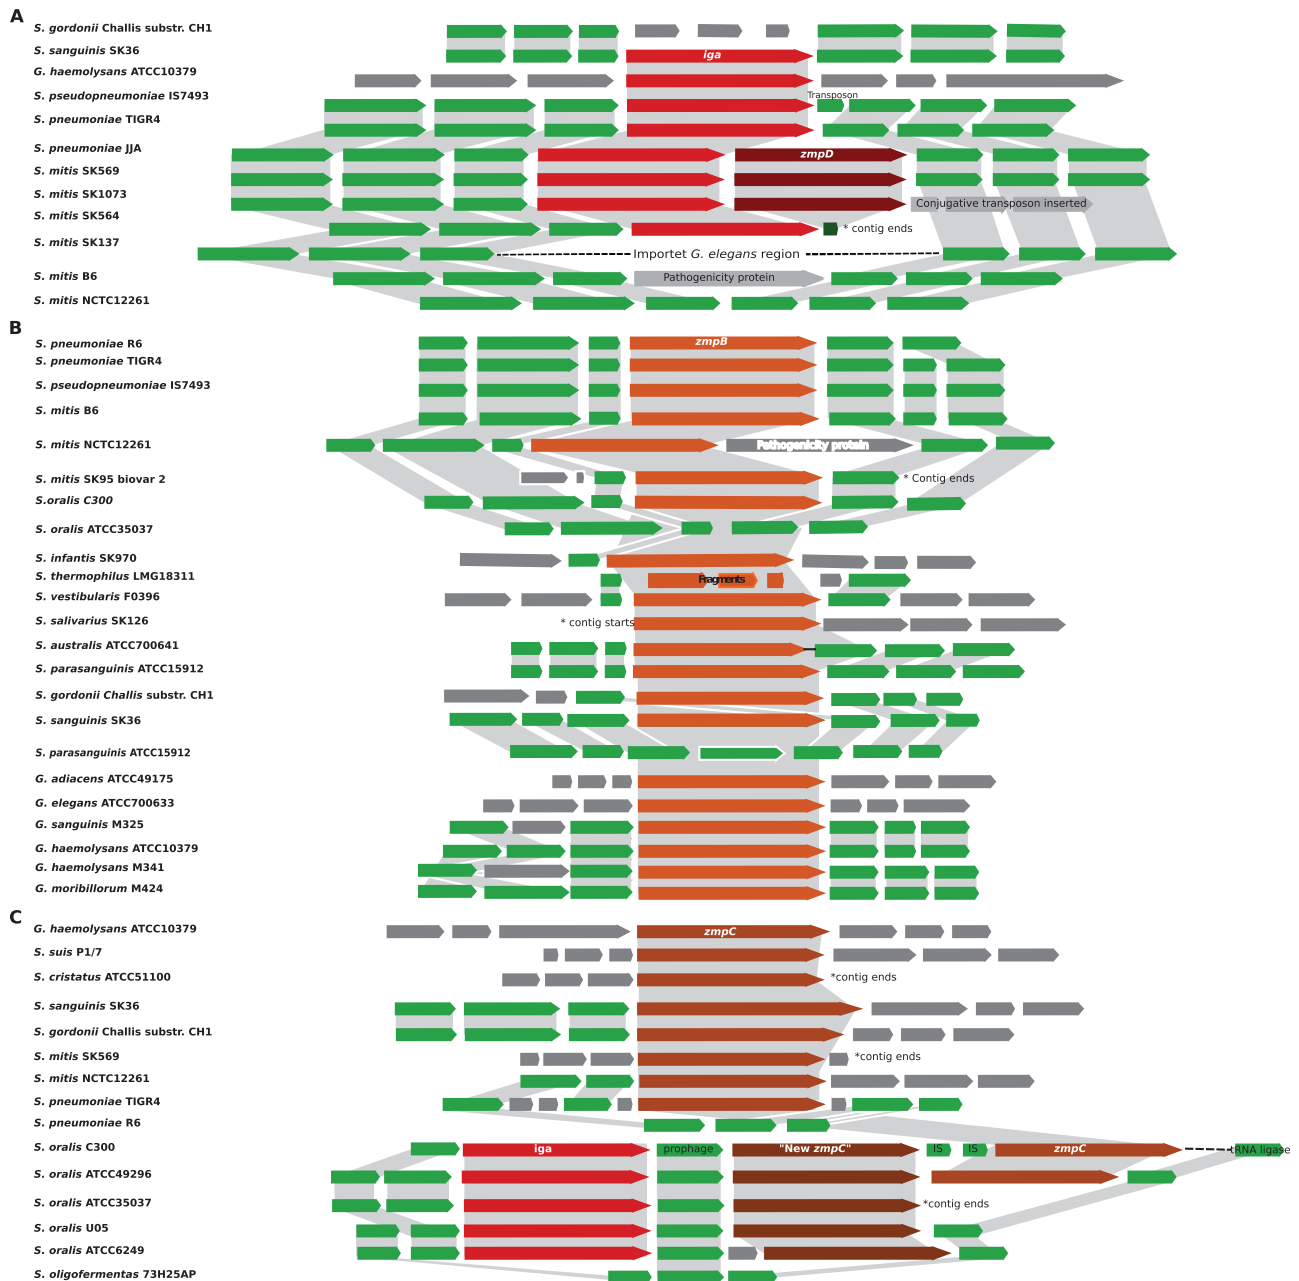 A
S. gordonii Challis substr. CH1
S. sanguinis SK36
iga
G. haemolysans ATCC10379
S. pseudopneumoniae IS7493
Transposon
S. pneumoniae TIGR4
S. pneumoniae JJA
zmpD
S. mitis SK569
S. mitis SK1073
Conjugative transposon inserted
S. mitis SK564
* contig ends
S. mitis SK137
Importet G. elegans region
S. mitis B6
Pathogenicity protein
S. mitis NCTC12261
B
S. pneumoniae R6
zmpB
S. pneumoniae TIGR4
S. pseudopneumoniae IS7493
S. mitis B6
S. mitis NCTC12261
Pathogenicity protein
S. mitis SK95 biovar 2
* Contig ends
S.oralis C300
S. oralis ATCC35037
S. infantis SK970
S. thermophilus LMG18311
Fragments
S. vestibularis F0396
S. salivarius SK126
* contig starts
S. australis ATCC700641
S. parasanguinis ATCC15912
S. gordonii Challis substr. CH1
S. sanguinis SK36
S. parasanguinis ATCC15912
G. adiacens ATCC49175
G. elegans ATCC700633
G. sanguinis M325
G. haemolysans ATCC10379
G. haemolysans M341
G. moribillorum M424
C
G. haemolysans ATCC10379
zmpC
S. suis P1/7
S. cristatus ATCC51100
*contig ends
S. sanguinis SK36
S. gordonii Challis substr. CH1
S. mitis SK569
*contig ends
S. mitis NCTC12261
S. pneumoniae TIGR4
S. pneumoniae R6
S. oralis C300
iga
prophage
"New zmpC"
IS
IS
zmpC
tRNA ligase
S. oralis ATCC49296
S. oralis ATCC35037
*contig ends
S. oralis U05
S. oralis ATCC6249
S. oligofermentas 73H25AP